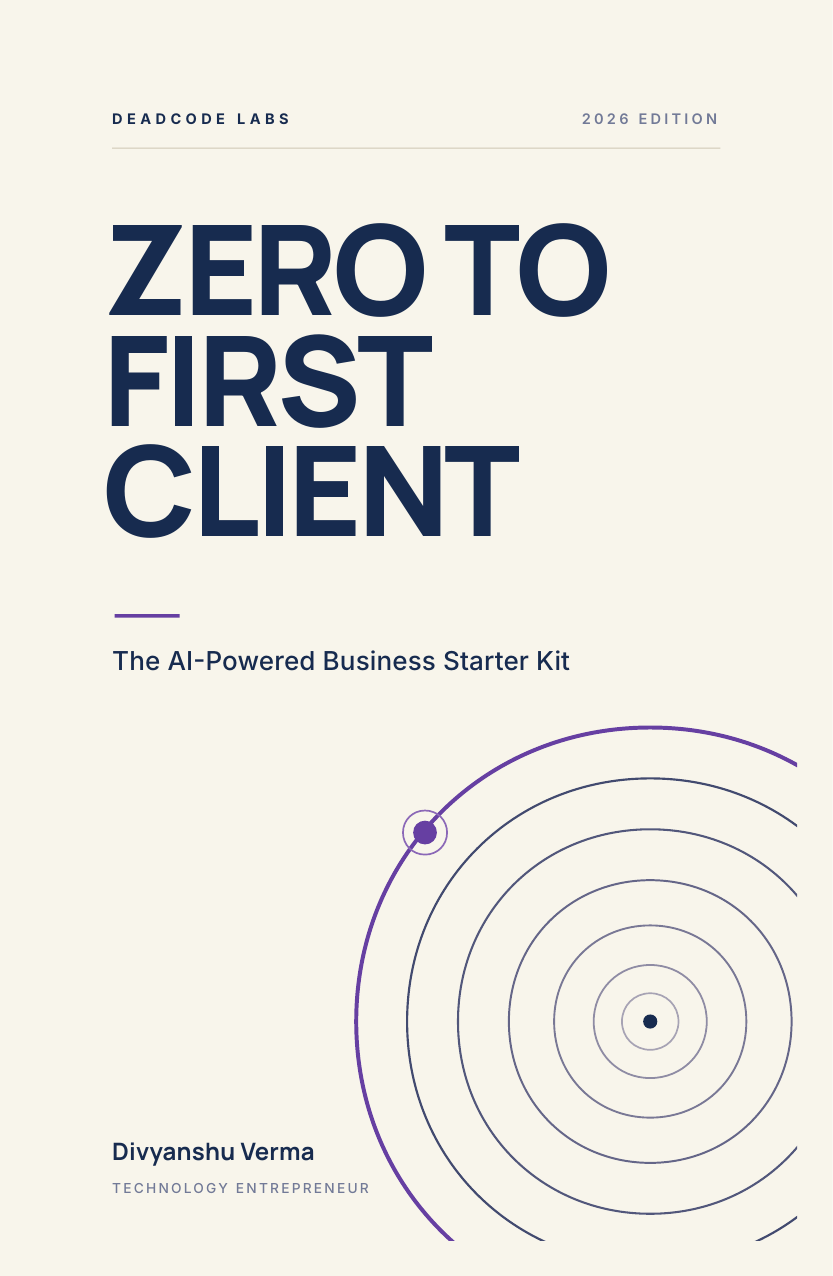 DEADCODE LABS
2026 EDITION
ZERO TO
FIRST
CLIENT
The AI-Powered Business Starter Kit
Divyanshu Verma
TECHNOLOGY ENTREPRENEUR